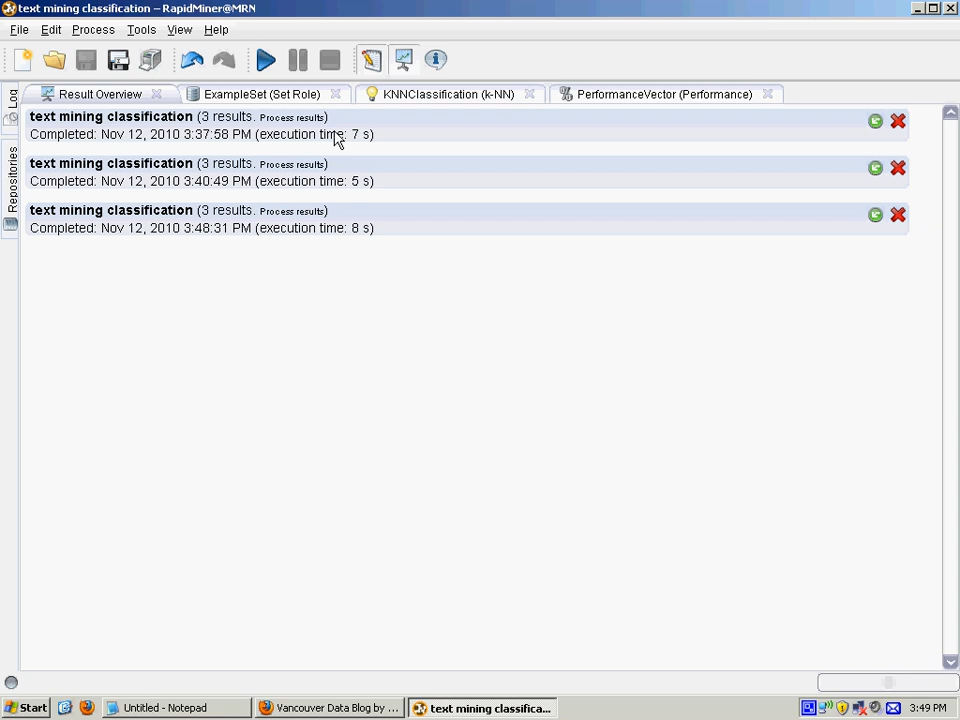 text mining classification – RapidMiner@MRN
File Edit Process Tools View Help
Log
Repositories
Result Overview ExampleSet (Set Role) KNNClassification (k-NN) PerformanceVector (Performance)
text mining classification (3 results. Process results)
Completed: Nov 12, 2010 3:37:58 PM (execution time: 7 s)
text mining classification (3 results. Process results)
Completed: Nov 12, 2010 3:40:49 PM (execution time: 5 s)
text mining classification (3 results. Process results)
Completed: Nov 12, 2010 3:48:31 PM (execution time: 8 s)
Start Untitled - Notepad Vancouver Data Blog by ... text mining classifica... 3:49 PM